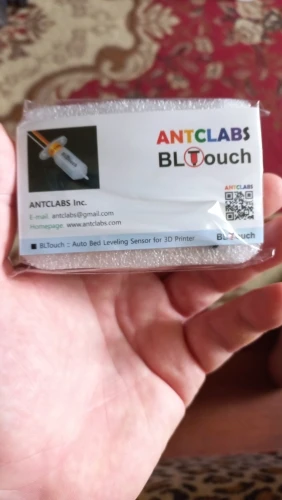 ANTCLABS
BLTouch
ANTCLABS
ANTCLABS Inc.
E-mail. antclabs@gmail.com
Homepage. www.antclabs.com
■ BLTouch : Auto Bed Leveling Sensor for 3D Printer
BLTouch